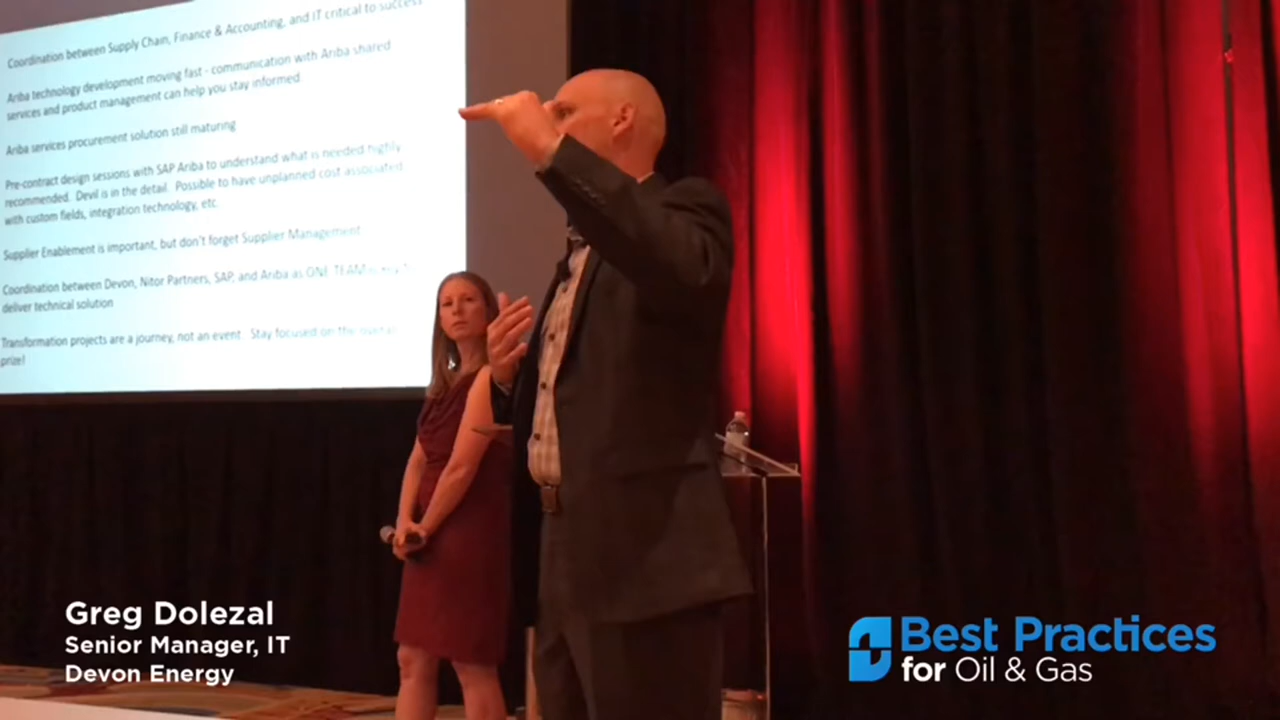 Coordination between Supply Chain, Finance & Accounting, and IT critical to success
Ariba technology development moving fast - communication with Ariba shared
services and product management can help you stay informed
Ariba services procurement solution still maturing
Pre-contract design sessions with SAP Ariba to understand what is needed highly
recommended. Devil is in the detail. Possible to have unplanned cost associated
with custom fields, integration technology, etc.
Supplier Enablement is important, but don't forget Supplier Management
Coordination between Devon, Nitor Partners, SAP, and Ariba as ONE TEAM
deliver technical solution
Transformation projects are a journey, not an event. Stay focused on the overall
prize!
Greg Dolezal
Senior Manager, IT
Devon Energy
Best Practices
for Oil & Gas